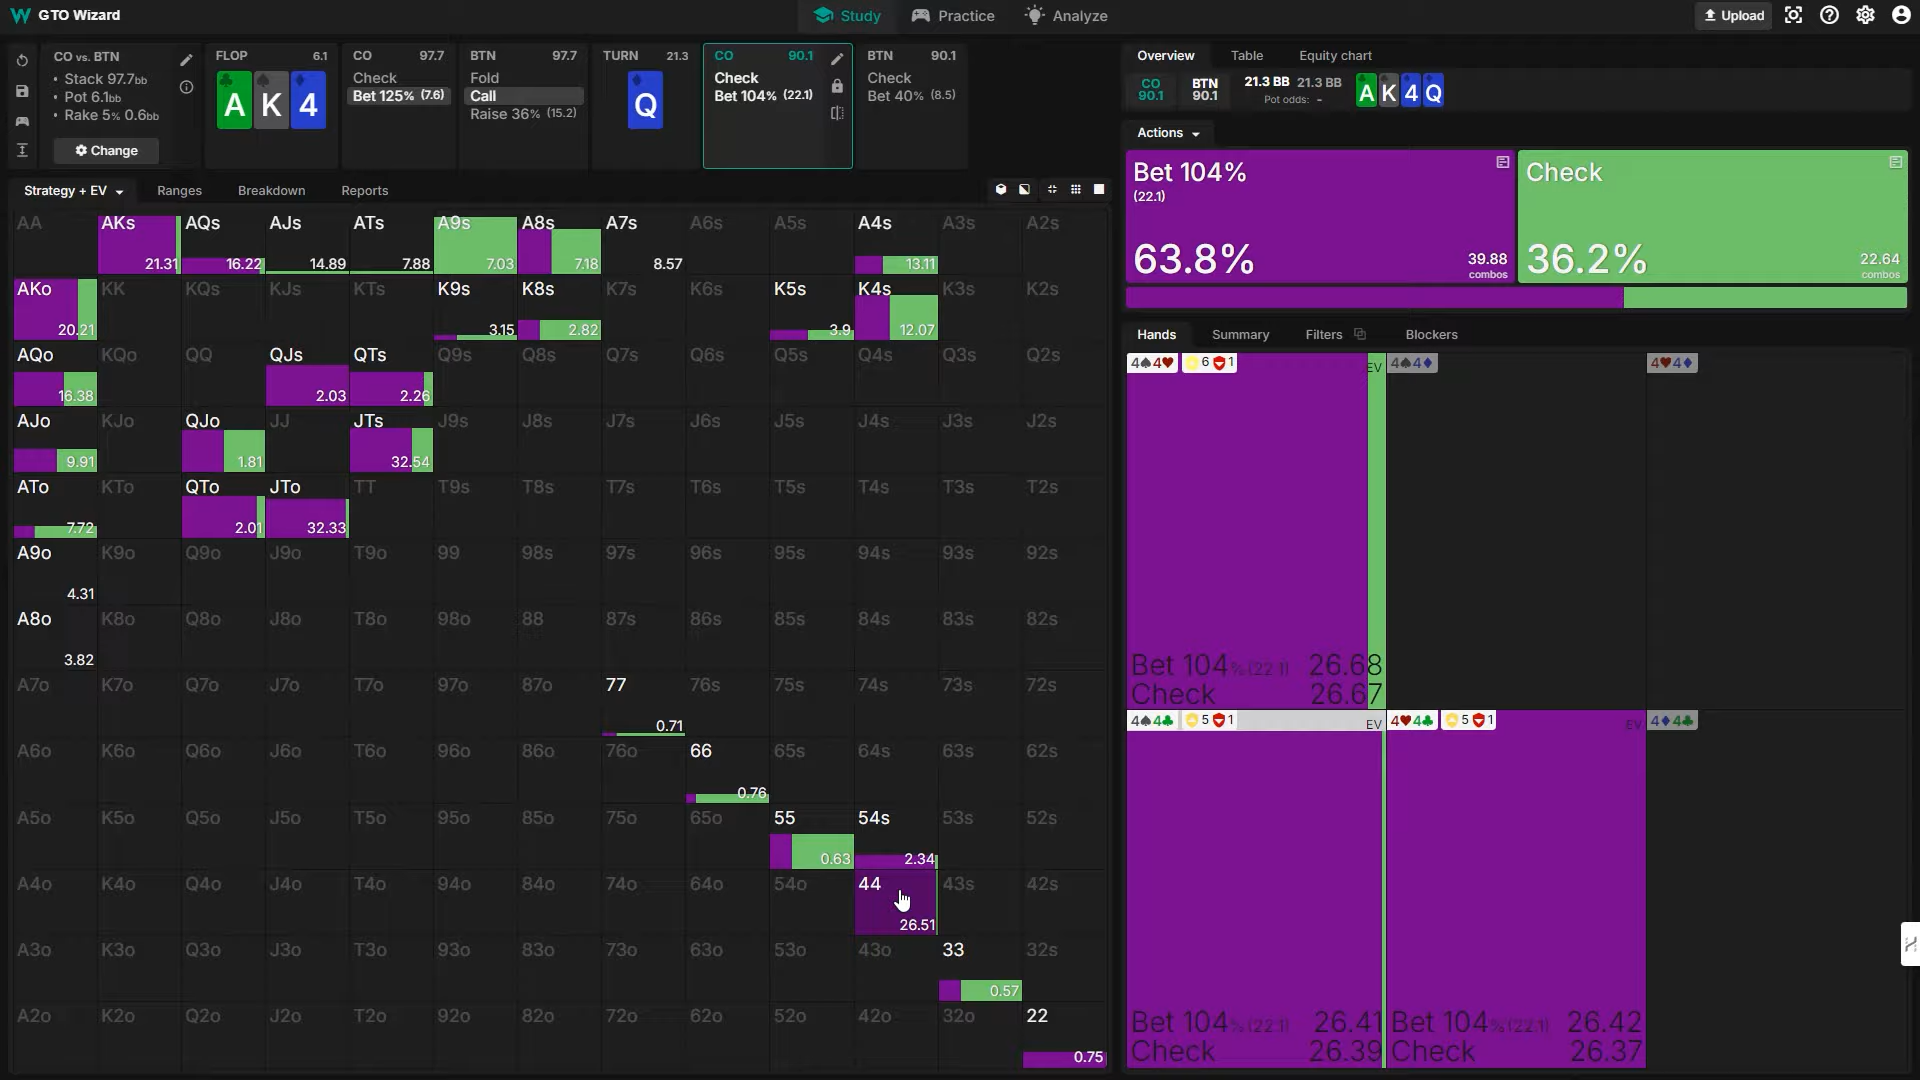 GTO Wizard
Study
Practice
Analyze
Upload
CO vs. BTN
• Stack 97.7bb
• Pot 6.1bb
• Rake 5% 0.6bb
Change
FLOP 6.1
A K 4
CO 97.7
Check
Bet 125% (7.6)
BTN 97.7
Fold
Call
Raise 36% (15.2)
TURN 21.3
Q
CO 90.1
Check
Bet 104% (22.1)
BTN 90.1
Check
Bet 40% (8.5)
Strategy + EV
Ranges
Breakdown
Reports
AA AKs AQs AJs ATs A9s A8s A7s A6s A5s A4s A3s A2s
21.31 16.22 14.89 7.88 7.03 7.18 8.57 13.11
AKo KK KQs KJs KTs K9s K8s K7s K6s K5s K4s K3s K2s
20.21 3.15 2.82 3.9 12.07
AQo KQo QQ QJs QTs Q9s Q8s Q7s Q6s Q5s Q4s Q3s Q2s
16.38 2.03 2.26
AJo KJo QJo JJ JTs J9s J8s J7s J6s J5s J4s J3s J2s
9.91 1.81 32.54
ATo KTo QTo JTo TT T9s T8s T7s T6s T5s T4s T3s T2s
7.72 2.01 32.33
A9o K9o Q9o J9o T9o 99 98s 97s 96s 95s 94s 93s 92s
4.31
A8o K8o Q8o J8o T8o 98o 88 87s 86s 85s 84s 83s 82s
3.82
A7o K7o Q7o J7o T7o 97o 87o 77 76s 75s 74s 73s 72s
0.71
A6o K6o Q6o J6o T6o 96o 86o 76o 66 65s 64s 63s 62s
0.76
A5o K5o Q5o J5o T5o 95o 85o 75o 65o 55 54s 53s 52s
0.63 2.34
A4o K4o Q4o J4o T4o 94o 84o 74o 64o 54o 44 43s 42s
26.51
A3o K3o Q3o J3o T3o 93o 83o 73o 63o 53o 43o 33 32s
0.57
A2o K2o Q2o J2o T2o 92o 82o 72o 62o 52o 42o 32o 22
0.75
Overview
Table
Equity chart
CO
90.1
BTN
90.1
21.3 BB 21.3 BB
Pot odds: -
A K 4 Q
Actions
Bet 104%
(22.1)
63.8%
39.88
combos
Check
36.2%
22.64
combos
Hands
Summary
Filters
Blockers
4♠4♥ 6 1 EV
4♠4♦
4♥4♦
Bet 104% (22.1) 26.68
Check 26.67
4♠4♣ 5 1 EV
4♥4♣ 5 1 EV
4♦4♣
Bet 104% (22.1) 26.41
Check 26.39
Bet 104% (22.1) 26.42
Check 26.37